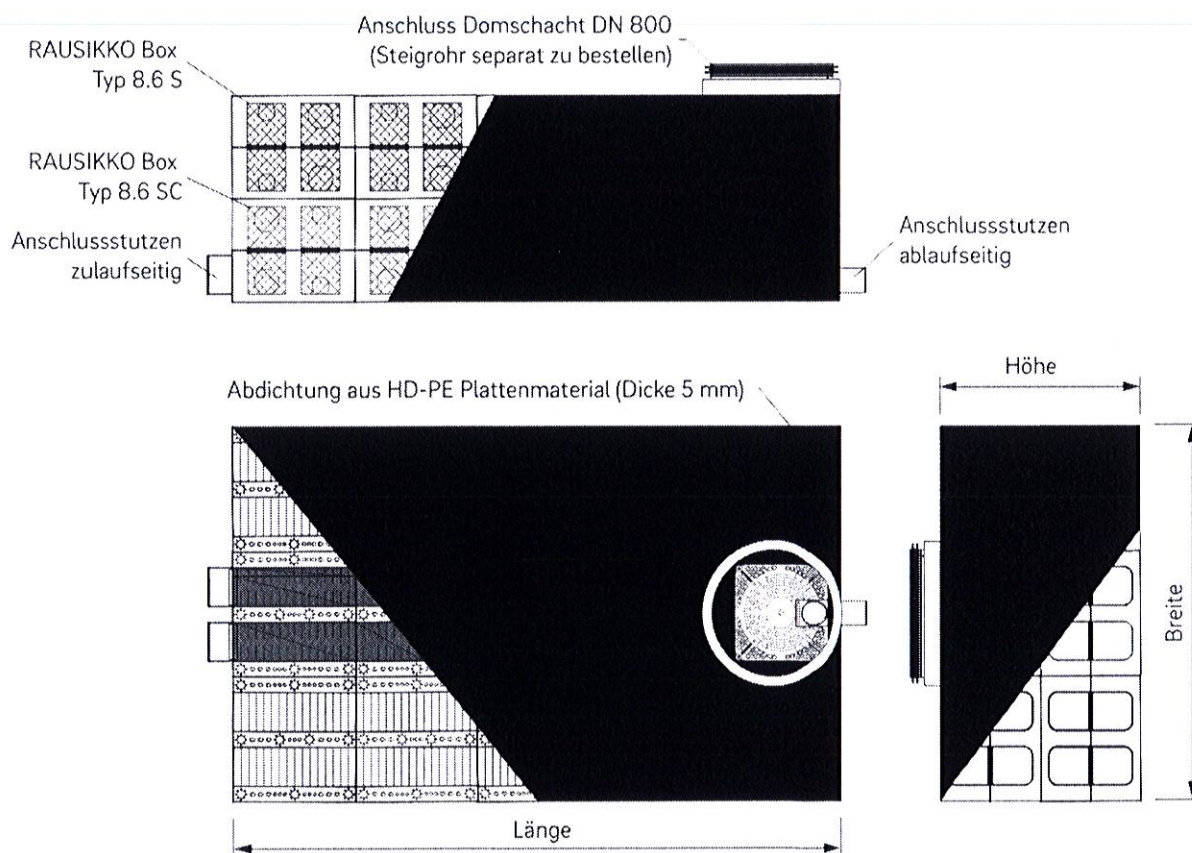 Anschluss Domschacht DN 800
(Steigrohr separat zu bestellen)
RAUSIKKO Box
Typ 8.6 S
RAUSIKKO Box
Typ 8.6 SC
Anschlussstutzen
zulaufseitig
Anschlussstutzen
ablaufseitig
Abdichtung aus HD-PE Plattenmaterial (Dicke 5 mm)
Höhe
Breite
Länge